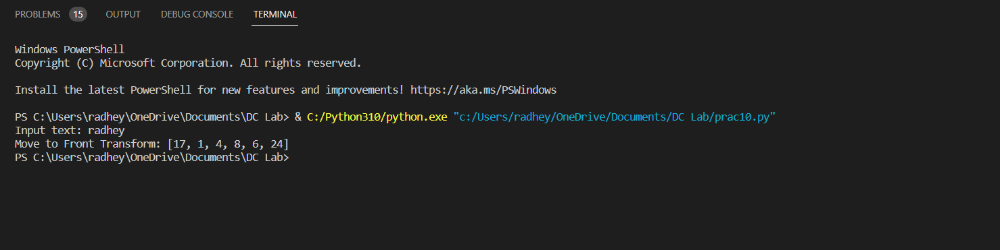 PROBLEMS 15 OUTPUT DEBUG CONSOLE TERMINAL
Windows PowerShell
Copyright (C) Microsoft Corporation. All rights reserved.
Install the latest PowerShell for new features and improvements! https://aka.ms/PSWindows
PS C:\Users\radhey\OneDrive\Documents\DC Lab> & C:/Python310/python.exe "c:/Users/radhey/OneDrive/Documents/DC Lab/prac10.py"
Input text: radhey
Move to Front Transform: [17, 1, 4, 8, 6, 24]
PS C:\Users\radhey\OneDrive\Documents\DC Lab>